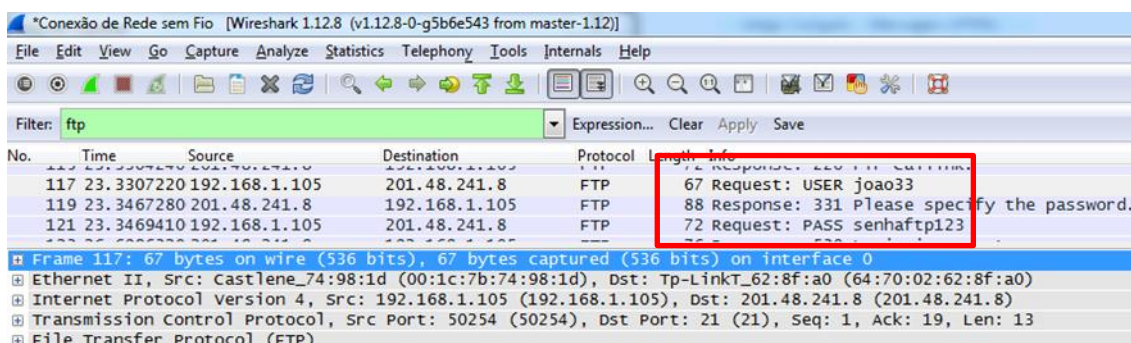 *Conexão de Rede sem Fio [Wireshark 1.12.8 (v1.12.8-0-g5b6e543 from master-1.12)]
File Edit View Go Capture Analyze Statistics Telephony Tools Internals Help
Filter: ftp Expression... Clear Apply Save
No. Time Source Destination Protocol Length Info
117 23.3307220 192.168.1.105 201.48.241.8 FTP 67 Request: USER joao33
119 23.3467280 201.48.241.8 192.168.1.105 FTP 88 Response: 331 Please specify the password.
121 23.3469410 192.168.1.105 201.48.241.8 FTP 72 Request: PASS senhaftp123
Frame 117: 67 bytes on wire (536 bits), 67 bytes captured (536 bits) on interface 0
Ethernet II, Src: Castlene_74:98:1d (00:1c:7b:74:98:1d), Dst: Tp-LinkT_62:8f:a0 (64:70:02:62:8f:a0)
Internet Protocol Version 4, Src: 192.168.1.105 (192.168.1.105), Dst: 201.48.241.8 (201.48.241.8)
Transmission Control Protocol, Src Port: 50254 (50254), Dst Port: 21 (21), Seq: 1, Ack: 19, Len: 13
File Transfer Protocol (FTP)